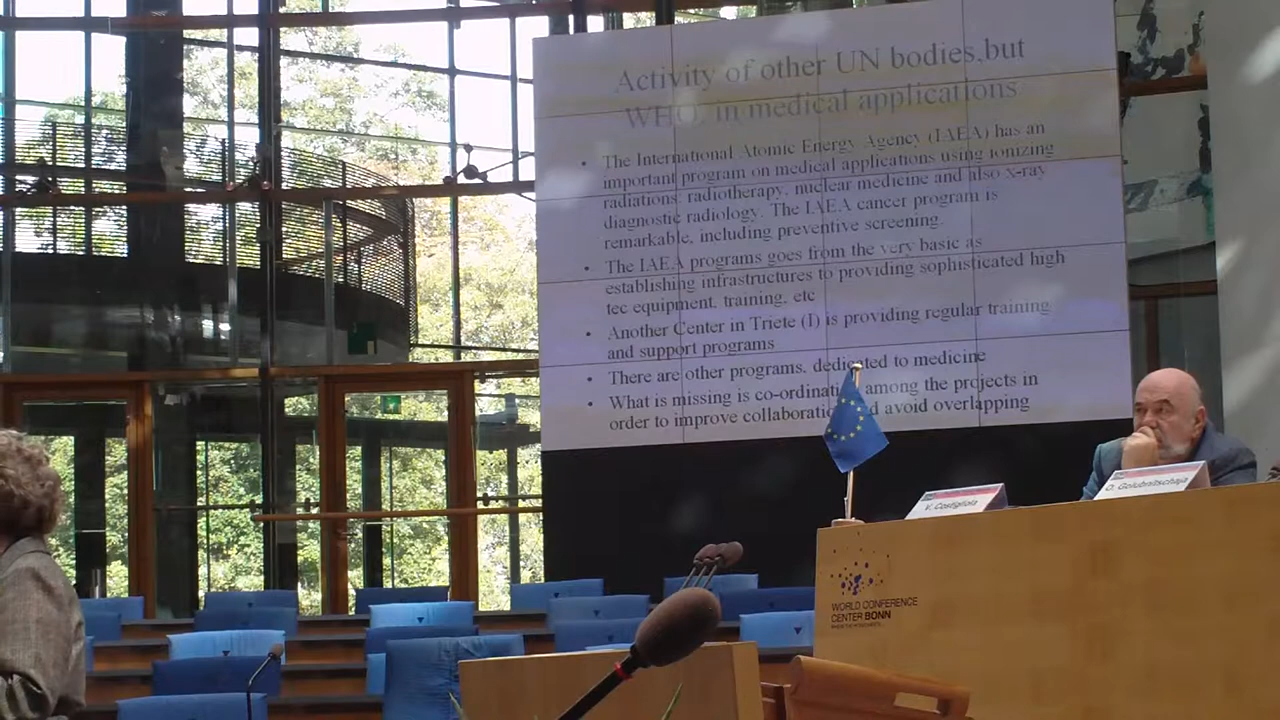 Activity of other UN bodies,but
WHO, in medical applications
• The International Atomic Energy Agency (IAEA) has an
important program on medical applications using ionizing
radiations: radiotherapy, nuclear medicine and also x-ray
diagnostic radiology. The IAEA cancer program is
remarkable, including preventive screening.
• The IAEA programs goes from the very basic as
establishing infrastructures to providing sophisticated high
tec equipment, training, etc
• Another Center in Triete (I) is providing regular training
and support programs
• There are other programs, dedicated to medicine
• What is missing is co-ordination among the projects in
order to improve collaboration and avoid overlapping
V. Costigliola
O. Golubnitschaja
WORLD CONFERENCE
CENTER BONN